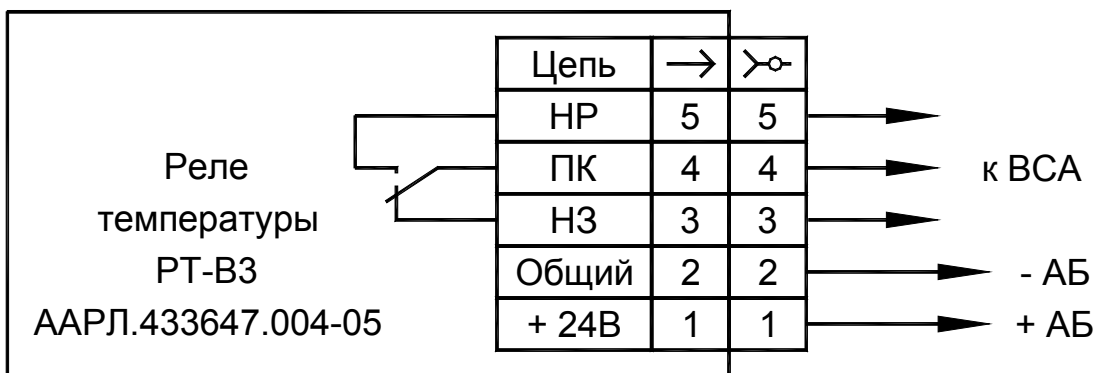 Цепь
НР 5 5
ПК 4 4 к ВСА
НЗ 3 3
Общий 2 2 - АБ
+ 24В 1 1 + АБ
Реле
температуры
РТ-ВЗ
ААРЛ.433647.004-05